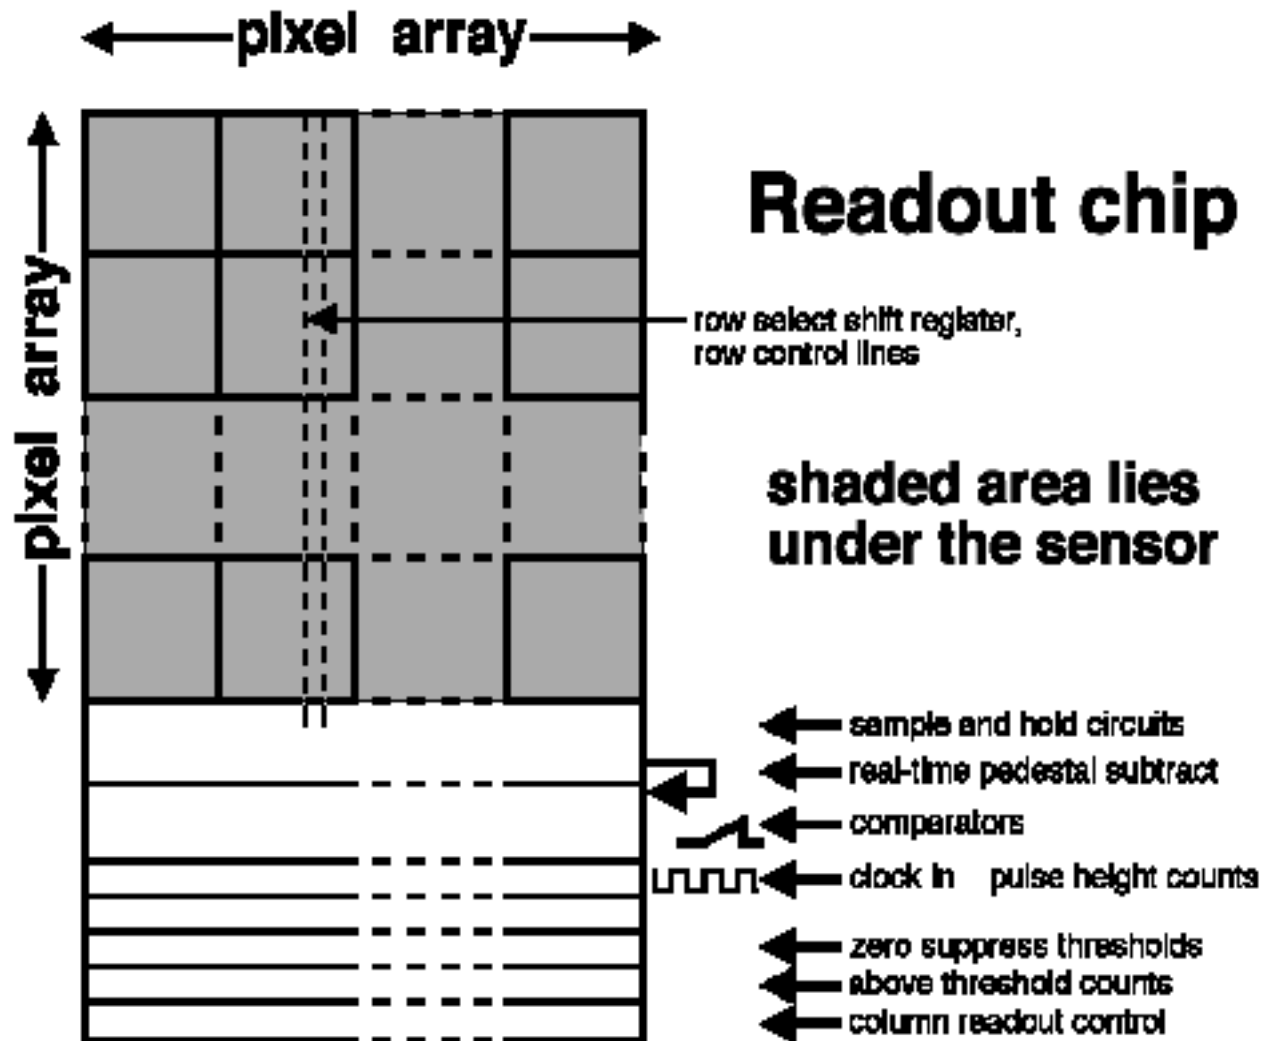 pixel array
pixel array
Readout chip
row select shift register,
row control lines
shaded area lies
under the sensor
sample and hold circuits
real-time pedestal subtract
comparators
clock in pulse height counts
zero suppress thresholds
above threshold counts
column readout control